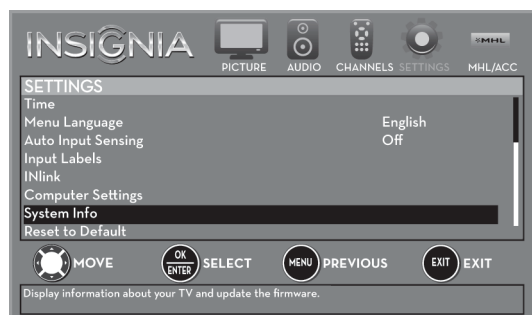 INSIGNIA
PICTURE AUDIO CHANNELS SETTINGS MHL MHL/ACC
SETTINGS
Time
Menu Language English
Auto Input Sensing Off
Input Labels
INlink
Computer Settings
System Info
Reset to Default
MOVE OK ENTER SELECT MENU PREVIOUS EXIT EXIT
Display information about your TV and update the firmware.